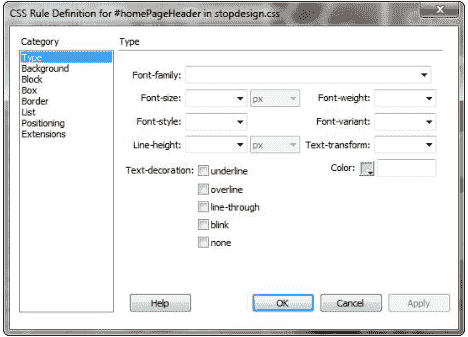 CSS Rule Definition for #homePageHeader in stopdesign.css
Category
Type
Background
Block
Box
Border
List
Positioning
Extensions
Type
Font-family:
Font-size: px Font-weight:
Font-style: Font-variant:
Line-height: px Text-transform:
Text-decoration: underline Color:
overline
line-through
blink
none
Help OK Cancel Apply